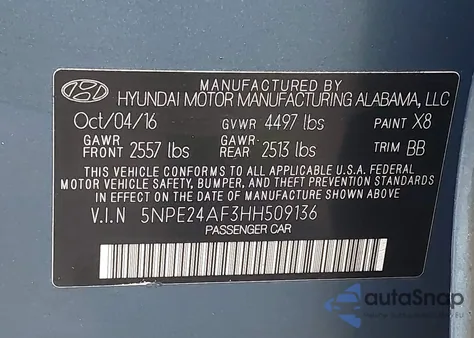 MANUFACTURED BY
HYUNDAI MOTOR MANUFACTURING ALABAMA, LLC
Oct/04/16 GVWR 4497 lbs PAINT X8
GAWR FRONT 2557 lbs GAWR REAR 2513 lbs TRIM BB
THIS VEHICLE CONFORMS TO ALL APPLICABLE U.S.A. FEDERAL
MOTOR VEHICLE SAFETY, BUMPER, AND THEFT PREVENTION STANDARDS
IN EFFECT ON THE DATE OF MANUFACTURE SHOWN ABOVE.
V.I.N 5NPE24AF3HH509136
PASSENGER CAR
autoSnap